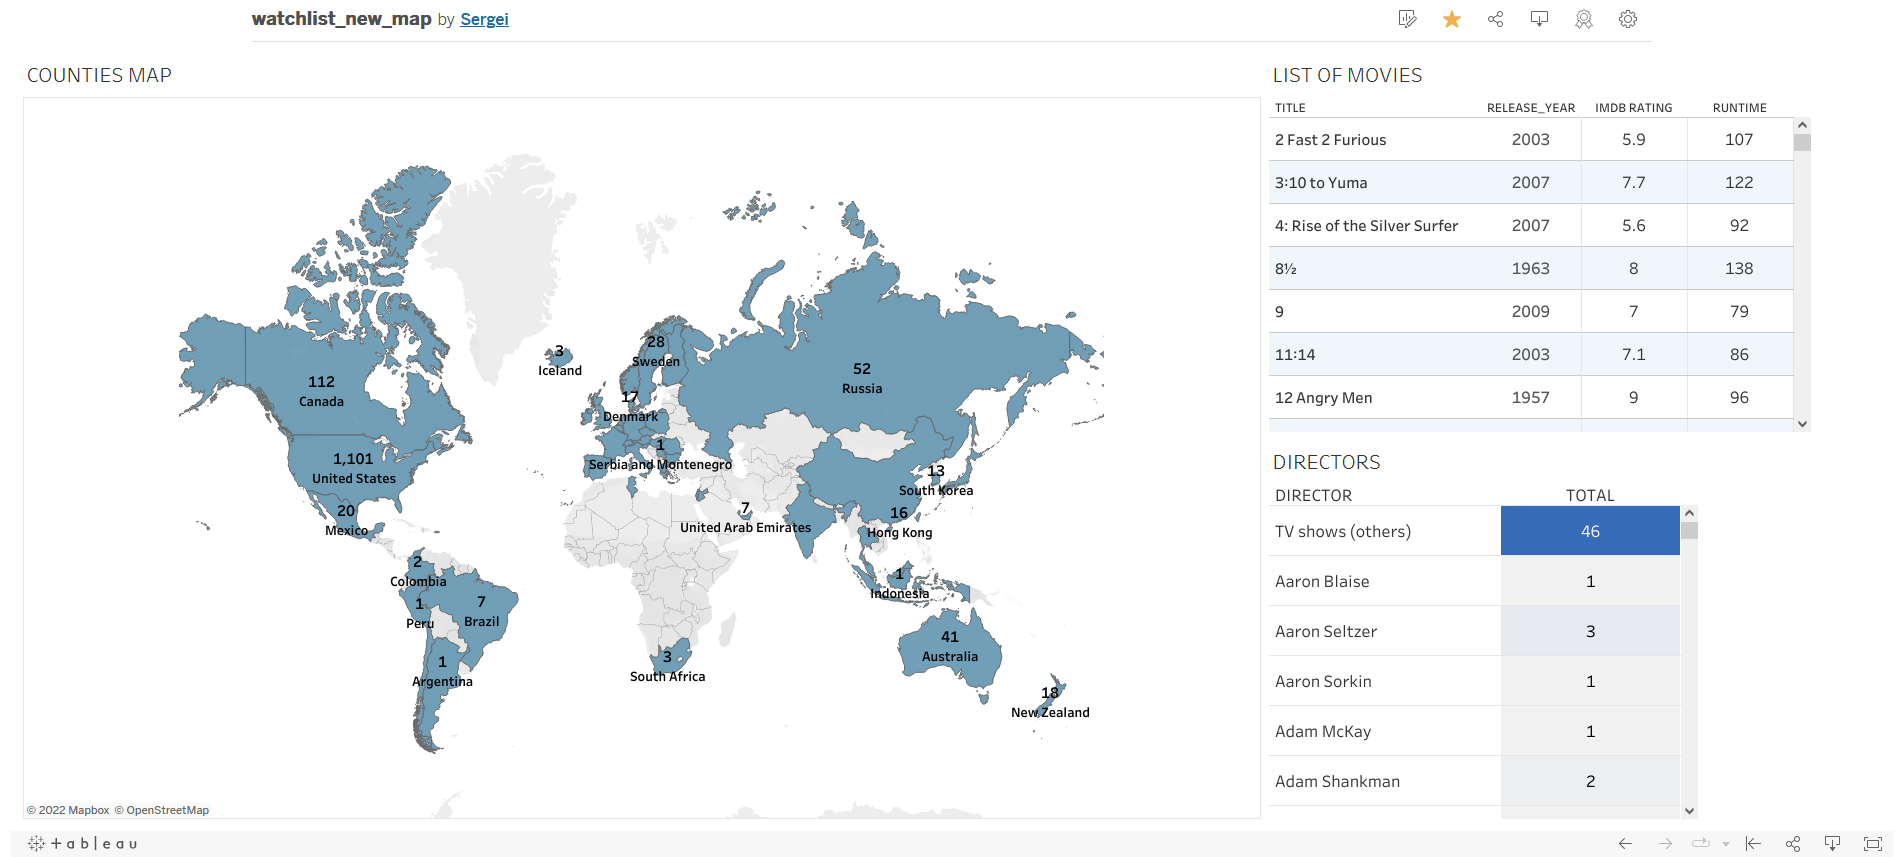 watchlist_new_map by Sergei
COUNTIES MAP
112
Canada
1,101
United States
20
Mexico
2
Colombia
1
Peru
7
Brazil
1
Argentina
3
Iceland
28
Sweden
17
Denmark
1
Serbia and Montenegro
52
Russia
7
United Arab Emirates
13
South Korea
16
Hong Kong
1
Indonesia
3
South Africa
41
Australia
18
New Zealand
© 2022 Mapbox © OpenStreetMap
LIST OF MOVIES
TITLE RELEASE_YEAR IMDB RATING RUNTIME
2 Fast 2 Furious 2003 5.9 107
3:10 to Yuma 2007 7.7 122
4: Rise of the Silver Surfer 2007 5.6 92
8½ 1963 8 138
9 2009 7 79
11:14 2003 7.1 86
12 Angry Men 1957 9 96
DIRECTORS
DIRECTOR TOTAL
TV shows (others) 46
Aaron Blaise 1
Aaron Seltzer 3
Aaron Sorkin 1
Adam McKay 1
Adam Shankman 2
+ableau